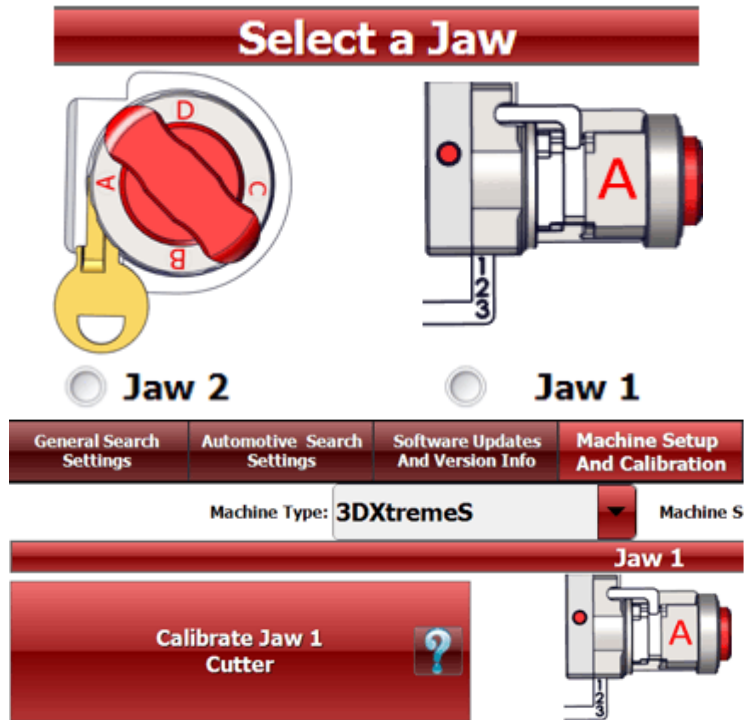 Select a Jaw
D
A
C
B
A
1
2
3
Jaw 2
Jaw 1
General Search Settings
Automotive Search Settings
Software Updates And Version Info
Machine Setup And Calibration
Machine Type: 3DXtremeS
Machine S
Jaw 1
Calibrate Jaw 1
Cutter
?
A
1
2
3